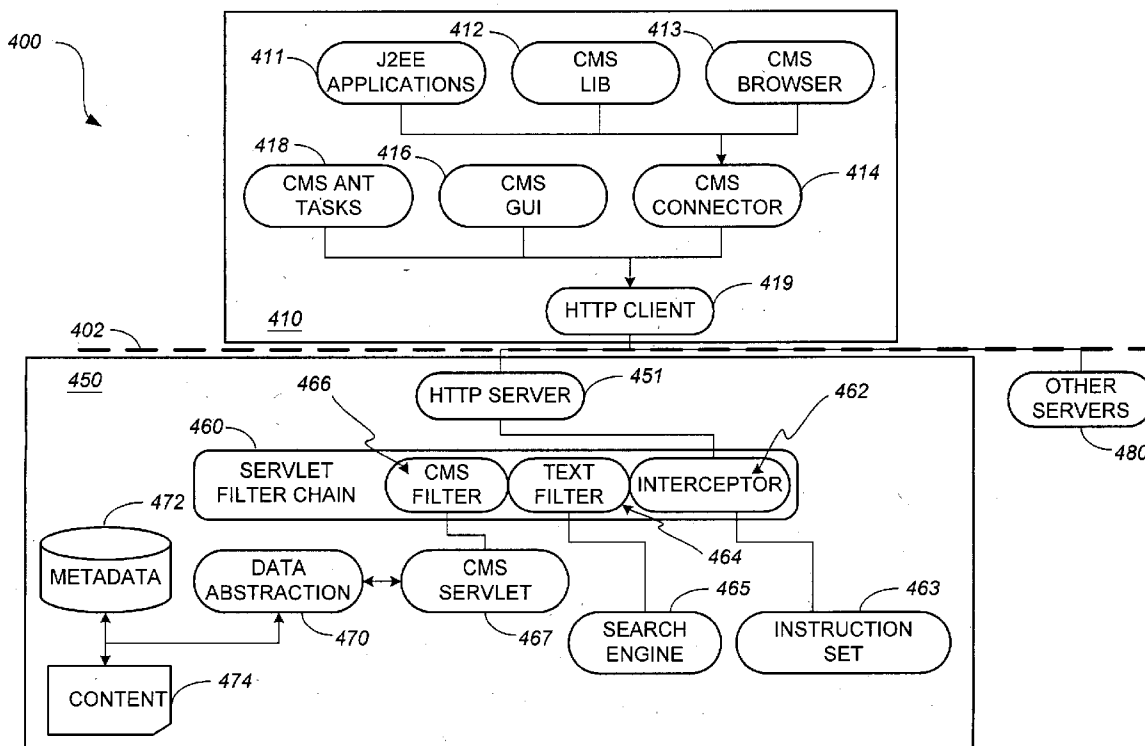 400
411
J2EE
APPLICATIONS
412
CMS
LIB
413
CMS
BROWSER
418
CMS ANT
TASKS
416
CMS
GUI
CMS
CONNECTOR
414
HTTP CLIENT
419
410
402
450
HTTP SERVER
451
OTHER
SERVERS
480
460
SERVLET
FILTER CHAIN
466
CMS
FILTER
TEXT
FILTER
INTERCEPTOR
462
464
472
METADATA
DATA
ABSTRACTION
470
CMS
SERVLET
467
465
SEARCH
ENGINE
463
INSTRUCTION
SET
CONTENT
474